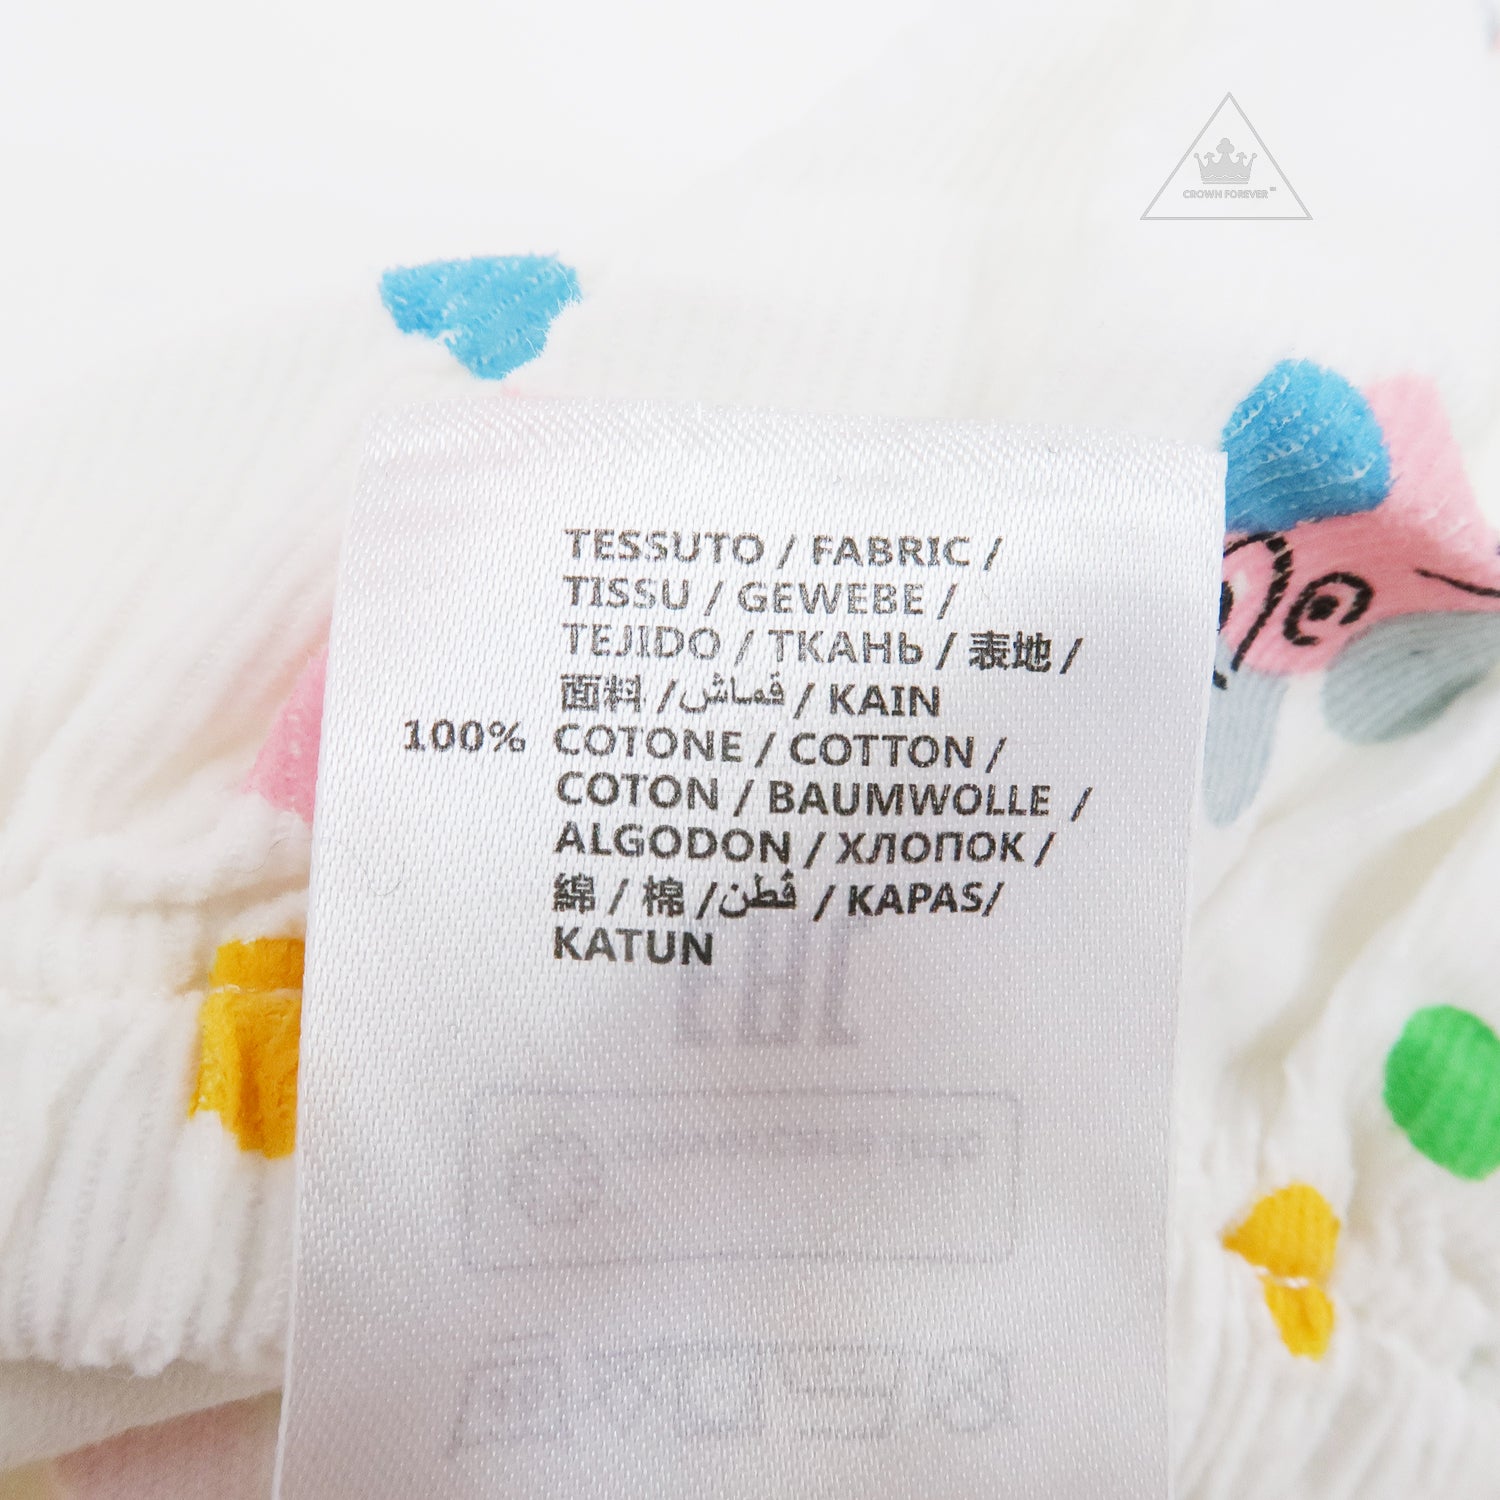 CROWN FOREVER™
TESSUTO / FABRIC /
TISSU / GEWEBE /
TEJIDO / ТКАНЬ / 表地 /
面料 / قماش / KAIN
100% COTONE / COTTON /
COTON / BAUMWOLLE /
ALGODON / ХЛОПОК /
綿 / 棉 / قطن / KAPAS/
KATUN